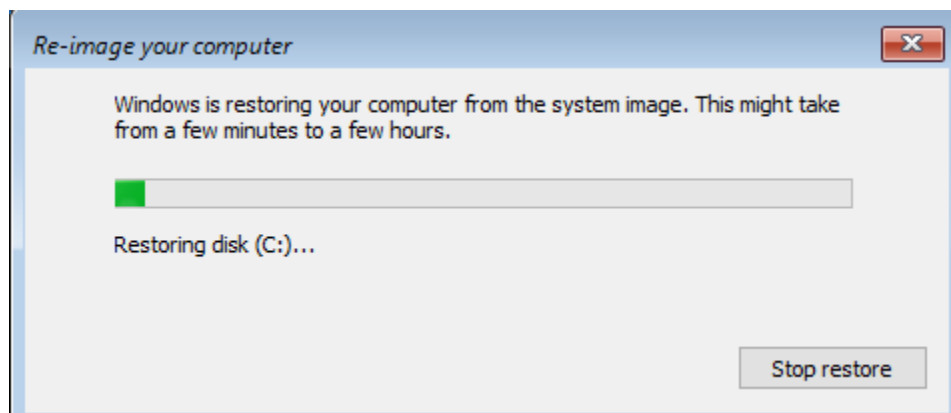 Re-image your computer
Windows is restoring your computer from the system image. This might take
from a few minutes to a few hours.
Restoring disk (C:)...
Stop restore